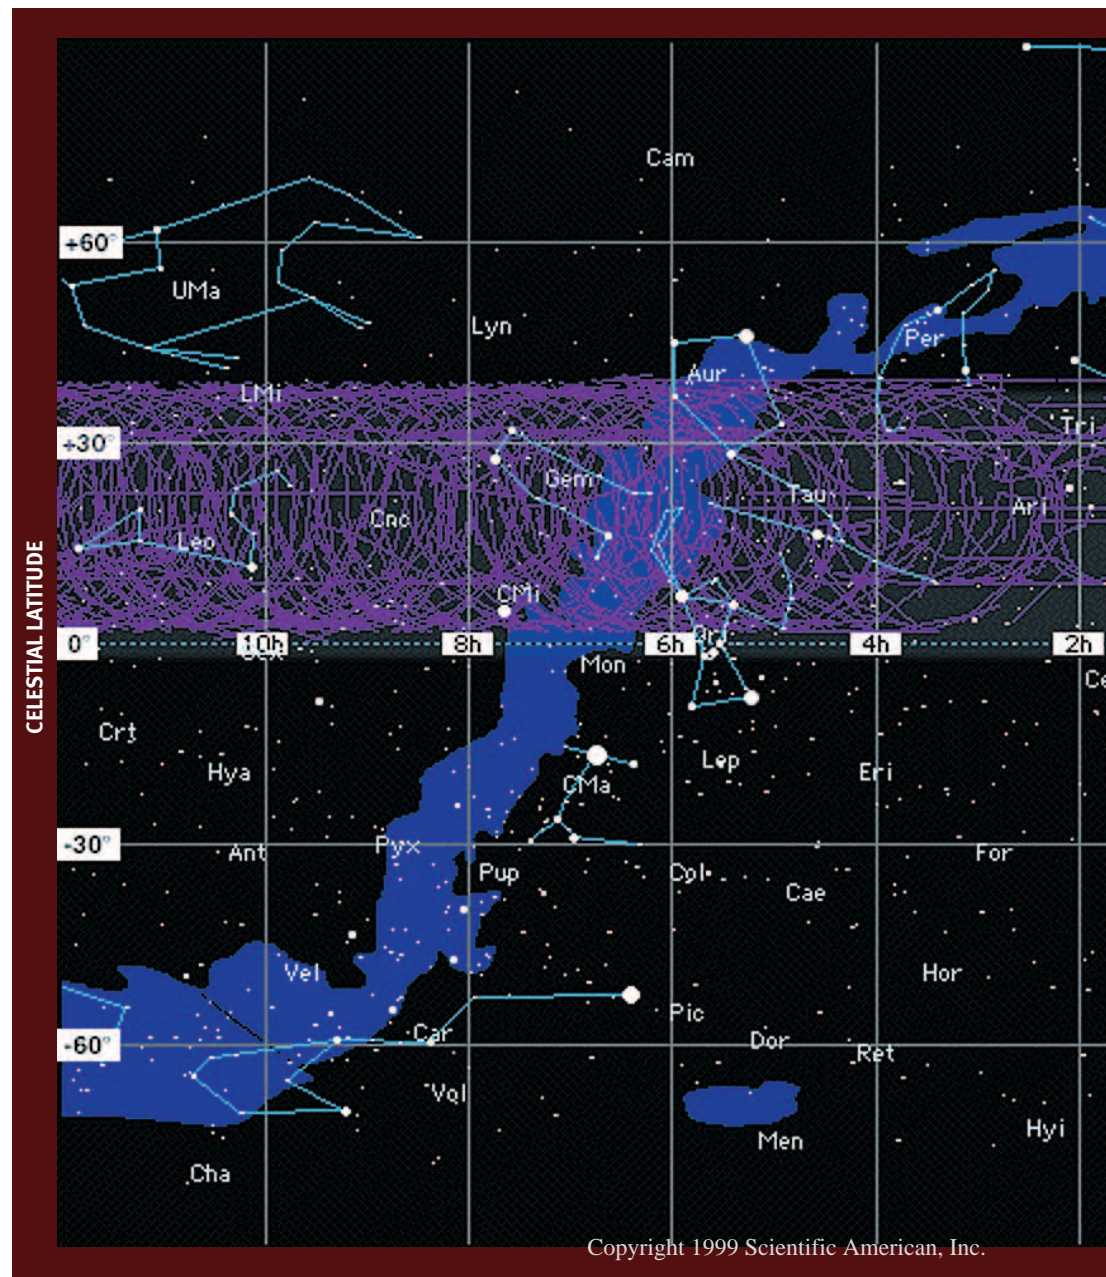 Cam
+60°
UMa
Lyn
Per
Aur
LMi
Tri
+30°
Gem
Tau
Ari
Cnc
Leo
CMi
CELESTIAL LATITUDE
0° 10h 8h 6h 4h 2h
Mon
Crt
Lep
Hya
Eri
CMa
-30°
Pyx
Ant
For
Pup
Col
Cae
Vel
Hor
Pic
Car
-60°
Dor
Ret
Vol
Men
Hyi
Cha
Copyright 1999 Scientific American, Inc.